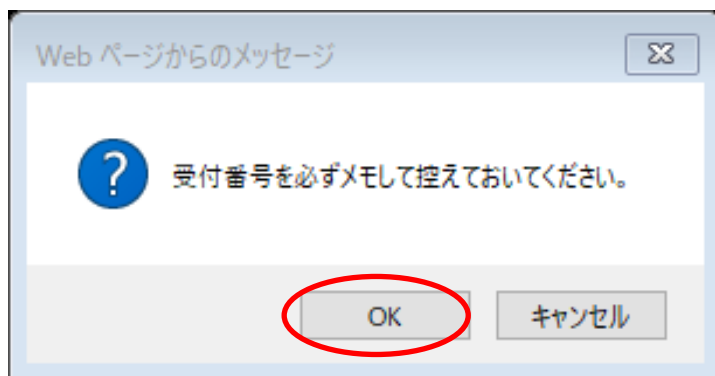 Web ページからのメッセージ
受付番号を必ずメモして控えておいてください。
OK
キャンセル